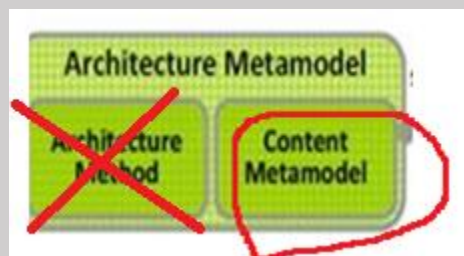 Architecture Metamodel
Architecture
Method
Content
Metamodel